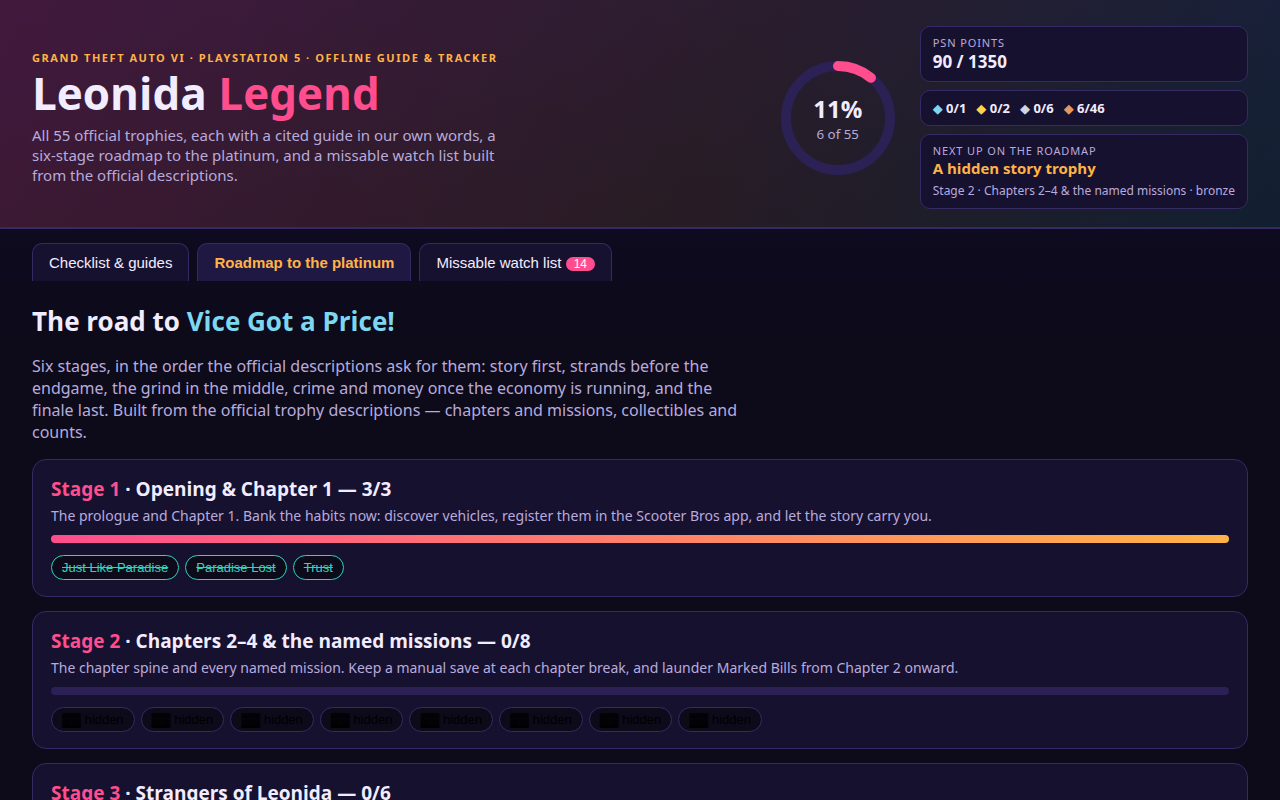 GRAND THEFT AUTO VI · PLAYSTATION 5 · OFFLINE GUIDE & TRACKER
Leonida Legend
All 55 official trophies, each with a cited guide in our own words, a
six-stage roadmap to the platinum, and a missable watch list built
from the official descriptions.
11%
6 of 55
PSN POINTS
90 / 1350
◆ 0/1 ◆ 0/2 ◆ 0/6 ◆ 6/46
NEXT UP ON THE ROADMAP
A hidden story trophy
Stage 2 · Chapters 2–4 & the named missions · bronze
Checklist & guides
Roadmap to the platinum
Missable watch list 14
The road to Vice Got a Price!
Six stages, in the order the official descriptions ask for them: story first, strands before the
endgame, the grind in the middle, crime and money once the economy is running, and the
finale last. Built from the official trophy descriptions — chapters and missions, collectibles and
counts.
Stage 1 · Opening & Chapter 1 — 3/3
The prologue and Chapter 1. Bank the habits now: discover vehicles, register them in the Scooter Bros app, and let the story carry you.
Just Like Paradise Paradise Lost Trust
Stage 2 · Chapters 2–4 & the named missions — 0/8
The chapter spine and every named mission. Keep a manual save at each chapter break, and launder Marked Bills from Chapter 2 onward.
hidden hidden hidden hidden hidden hidden hidden hidden
Stage 3 · Strangers of Leonida — 0/6